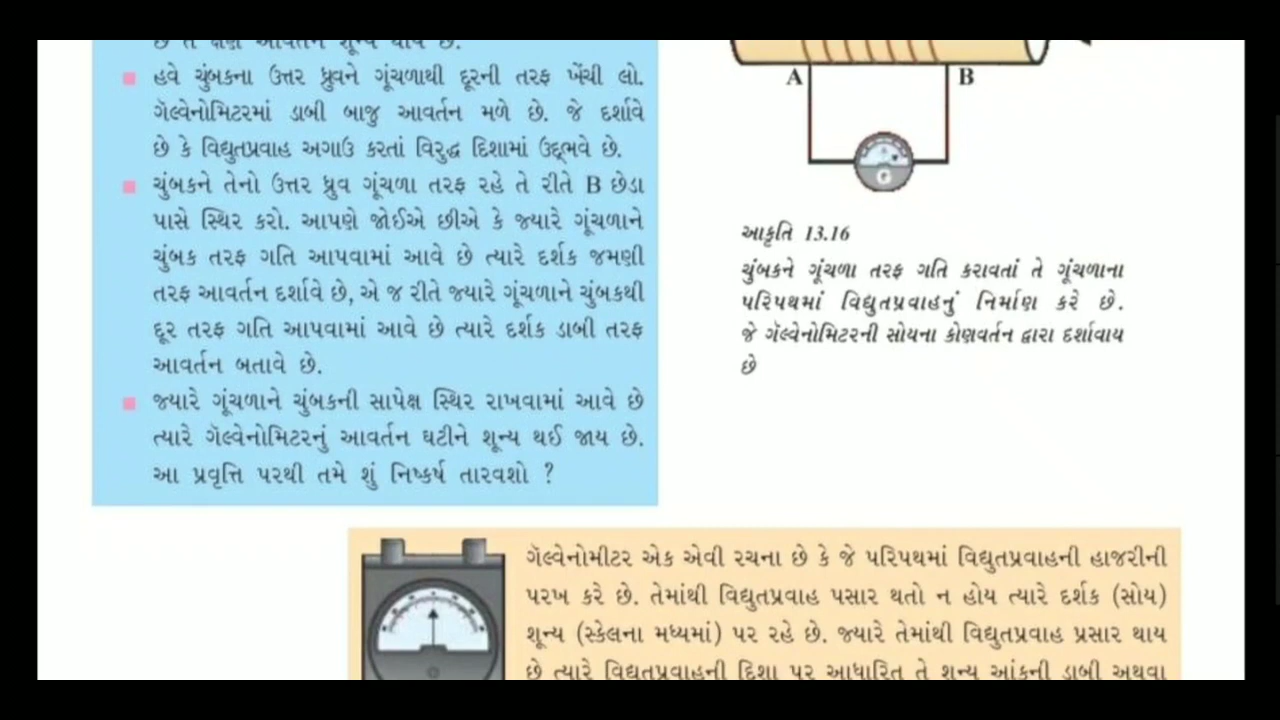 હવે ચુંબકના ઉત્તર ધ્રુવને ગૂંચળાથી દૂરની તરફ ખેંચી લો.
ગૅલ્વેનોમિટરમાં ડાબી બાજુ આવર્તન મળે છે. જે દર્શાવે
છે કે વિદ્યુતપ્રવાહ અગાઉ કરતાં વિરુદ્ધ દિશામાં ઉદ્ભવે છે.
ચુંબકને તેનો ઉત્તર ધ્રુવ ગૂંચળા તરફ રહે તે રીતે B છેડા
પાસે સ્થિર કરો. આપણે જોઈએ છીએ કે જ્યારે ગૂંચળાને
ચુંબક તરફ ગતિ આપવામાં આવે છે ત્યારે દર્શક જમણી
તરફ આવર્તન દર્શાવે છે, એ જ રીતે જ્યારે ગૂંચળાને ચુંબકથી
દૂર તરફ ગતિ આપવામાં આવે છે ત્યારે દર્શક ડાબી તરફ
આવર્તન બતાવે છે.
જ્યારે ગૂંચળાને ચુંબકની સાપેક્ષ સ્થિર રાખવામાં આવે છે
ત્યારે ગૅલ્વેનોમિટરનું આવર્તન ઘટીને શૂન્ય થઈ જાય છે.
આ પ્રવૃત્તિ પરથી તમે શું નિષ્કર્ષ તારવશો ?
A
B
G
આકૃતિ 13.16
ચુંબકને ગૂંચળા તરફ ગતિ કરાવતાં તે ગૂંચળાના
પરિપથમાં વિદ્યુતપ્રવાહનું નિર્માણ કરે છે.
જે ગૅલ્વેનોમિટરની સોયના કોણવર્તન દ્વારા દર્શાવાય
છે
ગૅલ્વેનોમીટર એક એવી રચના છે કે જે પરિપથમાં વિદ્યુતપ્રવાહની હાજરીની
પરખ કરે છે. તેમાંથી વિદ્યુતપ્રવાહ પસાર થતો ન હોય ત્યારે દર્શક (સોય)
શૂન્ય (સ્કેલના મધ્યમાં) પર રહે છે. જ્યારે તેમાંથી વિદ્યુતપ્રવાહ પ્રસાર થાય
છે ત્યારે વિદ્યુતપ્રવાહની દિશા પર આધારિત તે શૂન્ય આંકની ડાબી અથવા